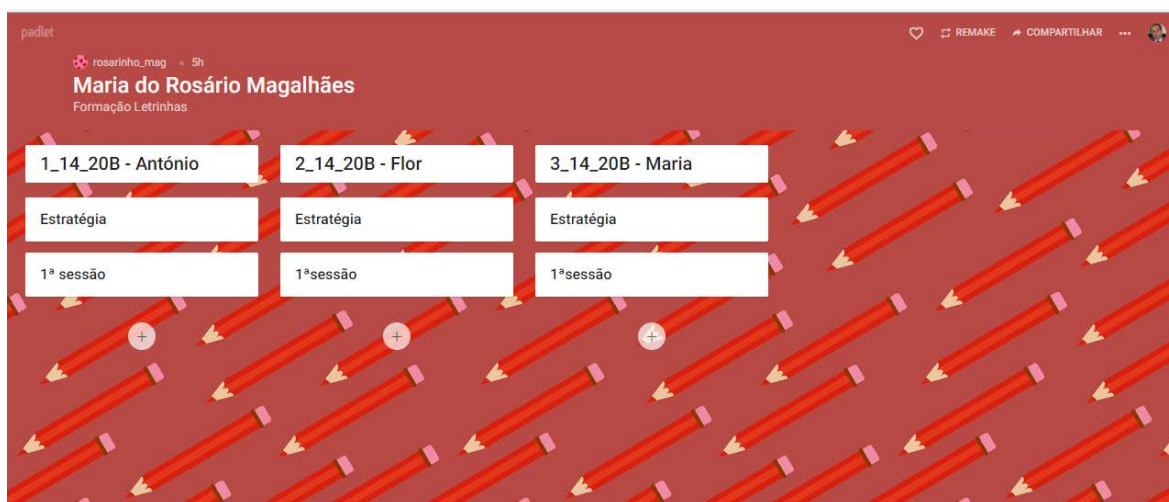 padlet
REMAKE COMPARTILHAR
rosarinho_mag • 5h
Maria do Rosário Magalhães
Formação Letrinhas
1_14_20B - António
Estratégia
1ª sessão
2_14_20B - Flor
Estratégia
1ªsessão
3_14_20B - Maria
Estratégia
1ªsessão